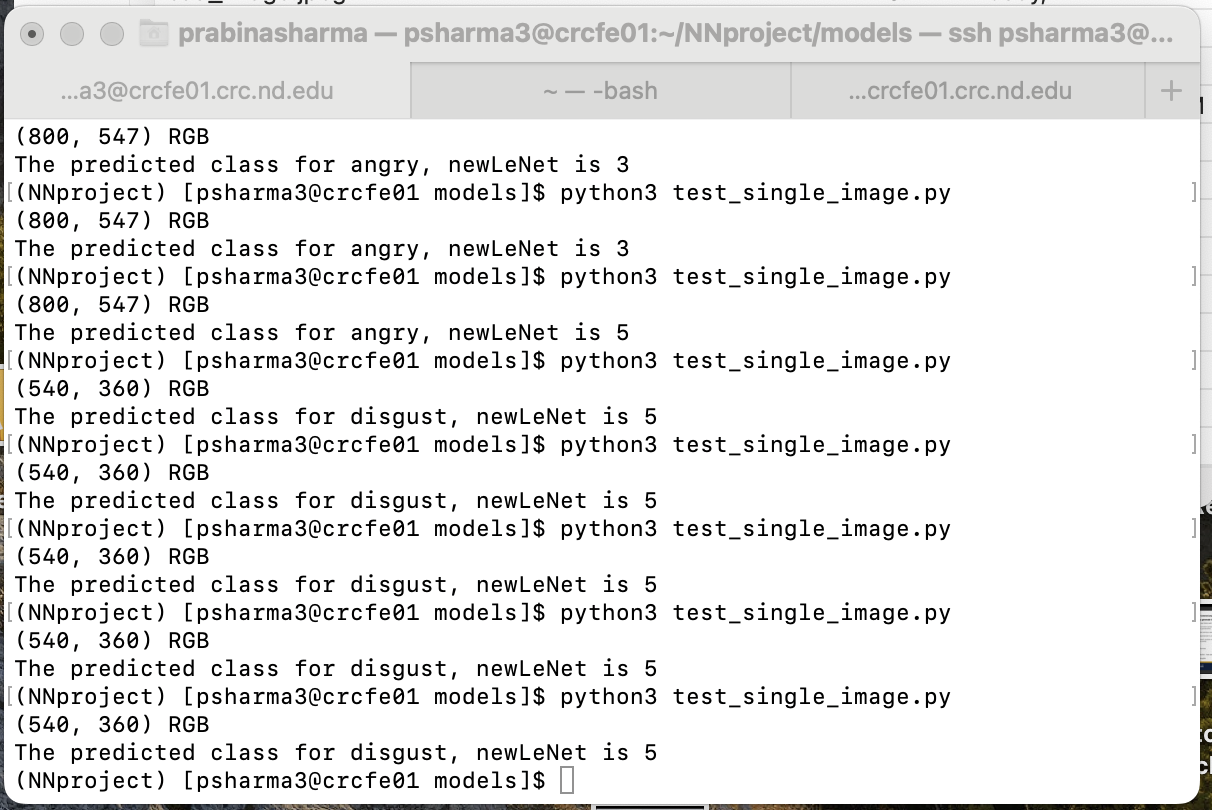 prabinasharma — psharma3@crcfe01:~/NNproject/models — ssh psharma3@...
...a3@crcfe01.crc.nd.edu
~ — -bash
...crcfe01.crc.nd.edu
+
(800, 547) RGB
The predicted class for angry, newLeNet is 3
[(NNproject) [psharma3@crcfe01 models]$ python3 test_single_image.py ]
(800, 547) RGB
The predicted class for angry, newLeNet is 3
[(NNproject) [psharma3@crcfe01 models]$ python3 test_single_image.py ]
(800, 547) RGB
The predicted class for angry, newLeNet is 5
[(NNproject) [psharma3@crcfe01 models]$ python3 test_single_image.py ]
(540, 360) RGB
The predicted class for disgust, newLeNet is 5
[(NNproject) [psharma3@crcfe01 models]$ python3 test_single_image.py ]
(540, 360) RGB
The predicted class for disgust, newLeNet is 5
[(NNproject) [psharma3@crcfe01 models]$ python3 test_single_image.py ]
(540, 360) RGB
The predicted class for disgust, newLeNet is 5
[(NNproject) [psharma3@crcfe01 models]$ python3 test_single_image.py ]
(540, 360) RGB
The predicted class for disgust, newLeNet is 5
[(NNproject) [psharma3@crcfe01 models]$ python3 test_single_image.py ]
(540, 360) RGB
The predicted class for disgust, newLeNet is 5
(NNproject) [psharma3@crcfe01 models]$